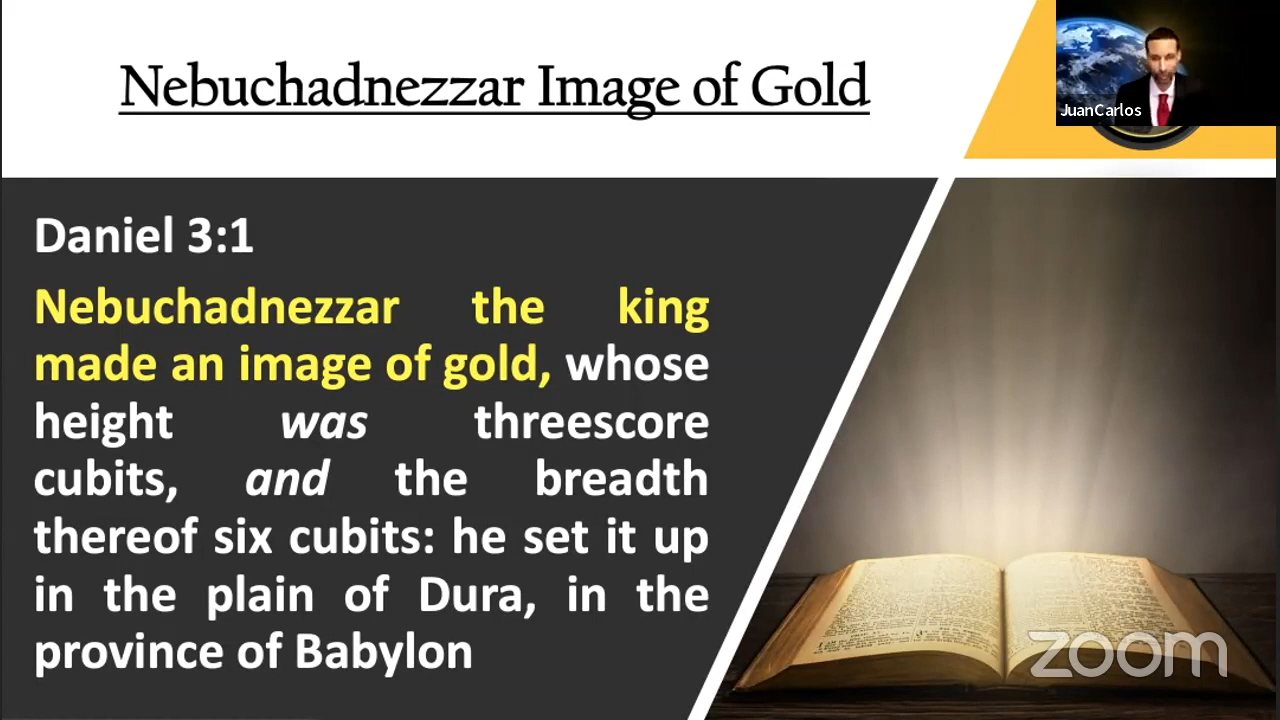 Nebuchadnezzar Image of Gold
JuanCarlos
Daniel 3:1
Nebuchadnezzar the king
made an image of gold, whose
height was threescore
cubits, and the breadth
thereof six cubits: he set it up
in the plain of Dura, in the
province of Babylon
zoom